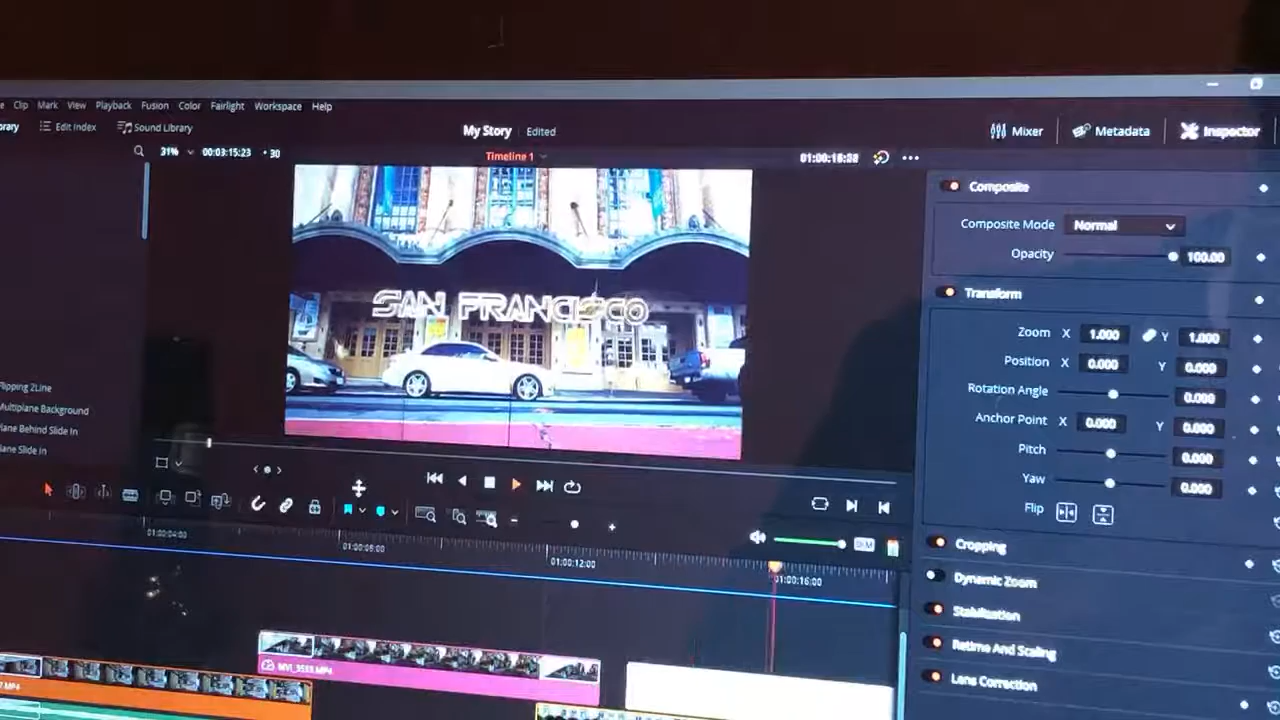 Clip Mark View Playback Fusion Color Fairlight Workspace Help
Edit Index Sound Library
My Story Edited
Mixer Metadata Inspector
31% 00:03:15:23 • 30
Timeline 1
•••
SAN FRANCISCO
Composite
Composite Mode Normal
Opacity 100.00
Transform
Zoom X 1.000 Y 1.000
Position X 0.000 Y 0.000
Rotation Angle 0.000
Anchor Point X 0.000 Y 0.000
Pitch 0.000
Yaw 0.000
Flip
Cropping
Dynamic Zoom
Stabilization
Retime And Scaling
Lens Correction
Flipping 2Line
Multiplane Background
Slide In
01:00:04:00
01:00:08:00
01:00:12:00
01:00:16:00
DIM
.MP4